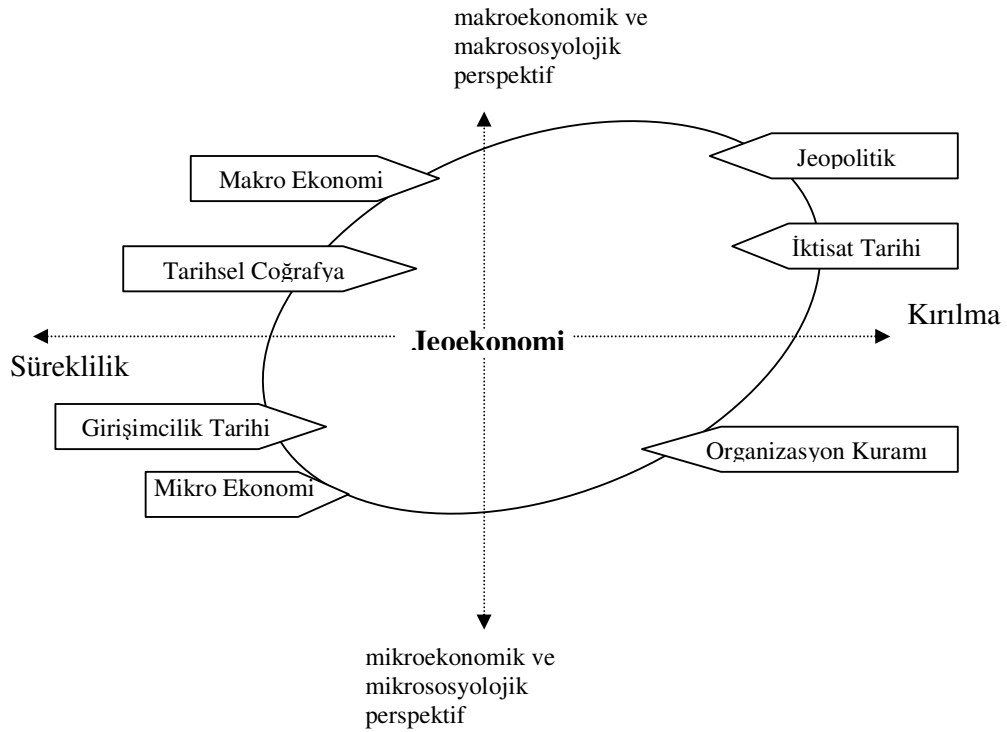 makroekonomik ve
makrososyolojik
perspektif
Jeopolitik
Makro Ekonomi
İktisat Tarihi
Tarihsel Coğrafya
Kırılma
Jeoekonomi
Süreklilik
Girişimcilik Tarihi
Organizasyon Kuramı
Mikro Ekonomi
mikroekonomik ve
mikrososyolojik
perspektif